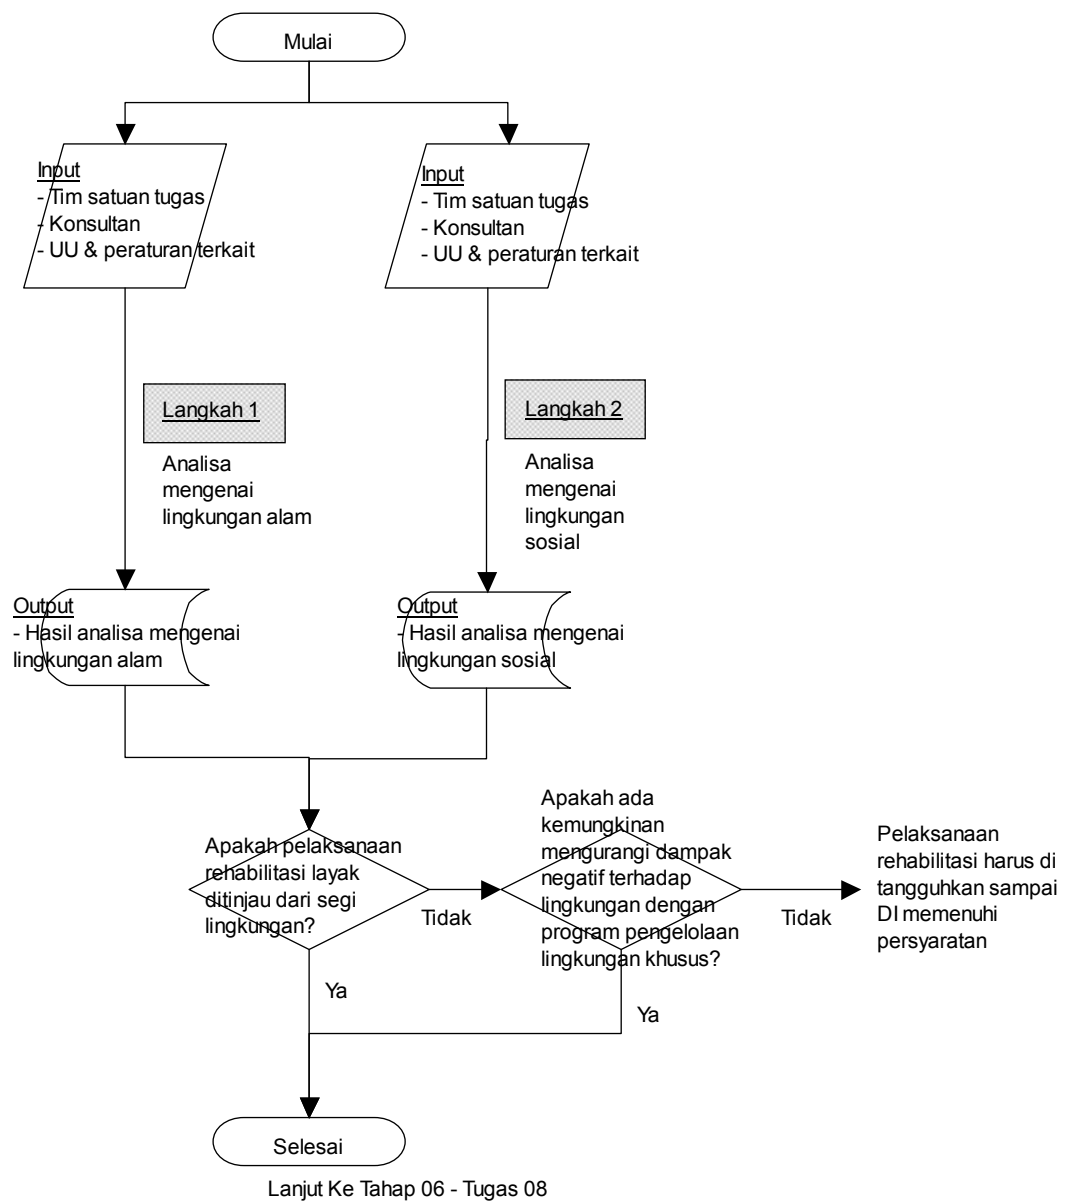 Mulai
Input
- Tim satuan tugas
- Konsultan
- UU & peraturan terkait
Input
- Tim satuan tugas
- Konsultan
- UU & peraturan terkait
Langkah 1
Analisa
mengenai
lingkungan alam
Langkah 2
Analisa
mengenai
lingkungan
sosial
Output
- Hasil analisa mengenai
lingkungan alam
Output
- Hasil analisa mengenai
lingkungan sosial
Apakah pelaksanaan
rehabilitasi layak
ditinjau dari segi
lingkungan?
Tidak
Apakah ada
kemungkinan
mengurangi dampak
negatif terhadap
lingkungan dengan
program pengelolaan
lingkungan khusus?
Tidak
Pelaksanaan
rehabilitasi harus di
tangguhkan sampai
DI memenuhi
persyaratan
Ya
Ya
Selesai
Lanjut Ke Tahap 06 - Tugas 08